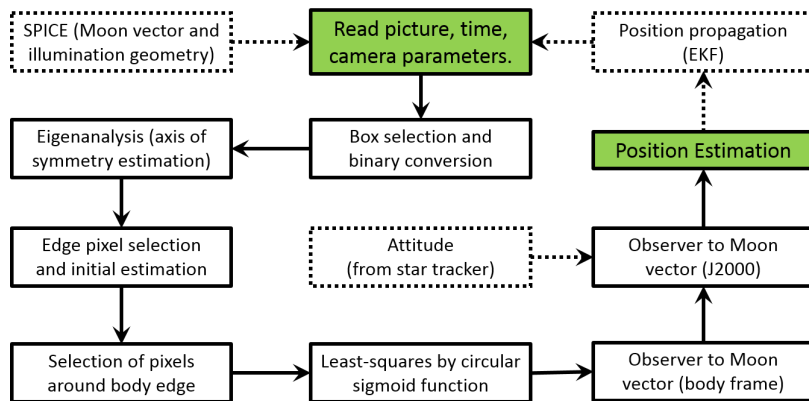 SPICE (Moon vector and
illumination geometry)
Read picture, time,
camera parameters.
Position propagation
(EKF)
Eigenanalysis (axis of
symmetry estimation)
Box selection and
binary conversion
Position Estimation
Edge pixel selection
and initial estimation
Attitude
(from star tracker)
Observer to Moon
vector (J2000)
Selection of pixels
around body edge
Least-squares by circular
sigmoid function
Observer to Moon
vector (body frame)